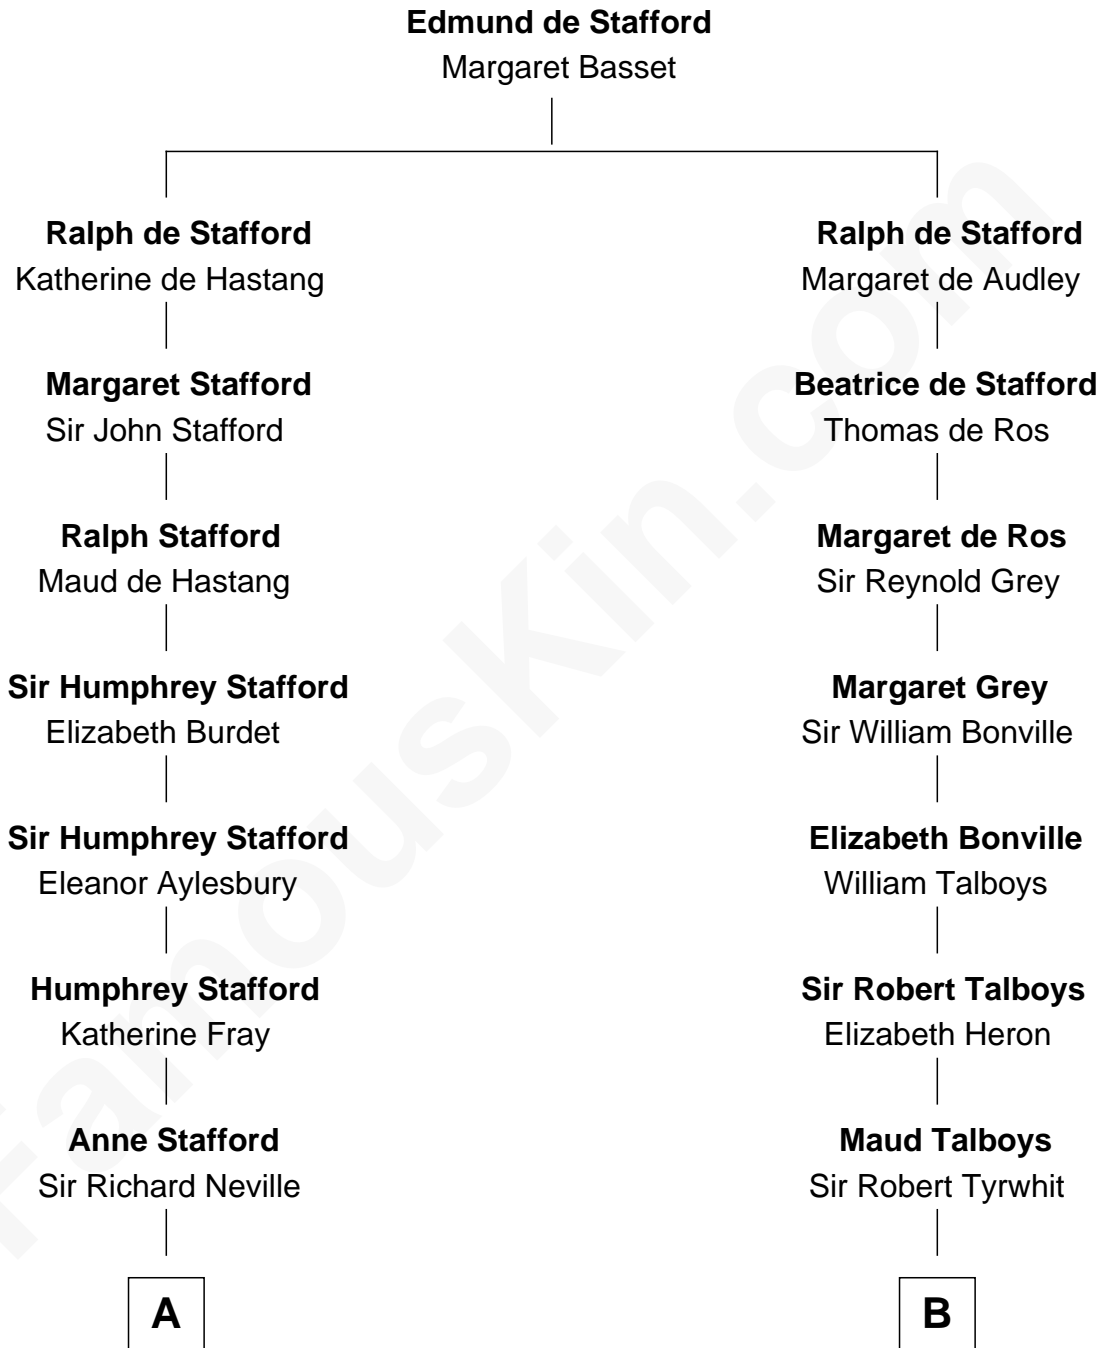 Edmund de Stafford
Margaret Basset
Ralph de Stafford
Katherine de Hastang
Ralph de Stafford
Margaret de Audley
Margaret Stafford
Sir John Stafford
Beatrice de Stafford
Thomas de Ros
Ralph Stafford
Maud de Hastang
Margaret de Ros
Sir Reynold Grey
Sir Humphrey Stafford
Elizabeth Burdet
Margaret Grey
Sir William Bonville
Sir Humphrey Stafford
Eleanor Aylesbury
Elizabeth Bonville
William Talboys
Humphrey Stafford
Katherine Fray
Sir Robert Talboys
Elizabeth Heron
Anne Stafford
Sir Richard Neville
Maud Talboys
Sir Robert Tyrwhit
A
B
FamousKin.com